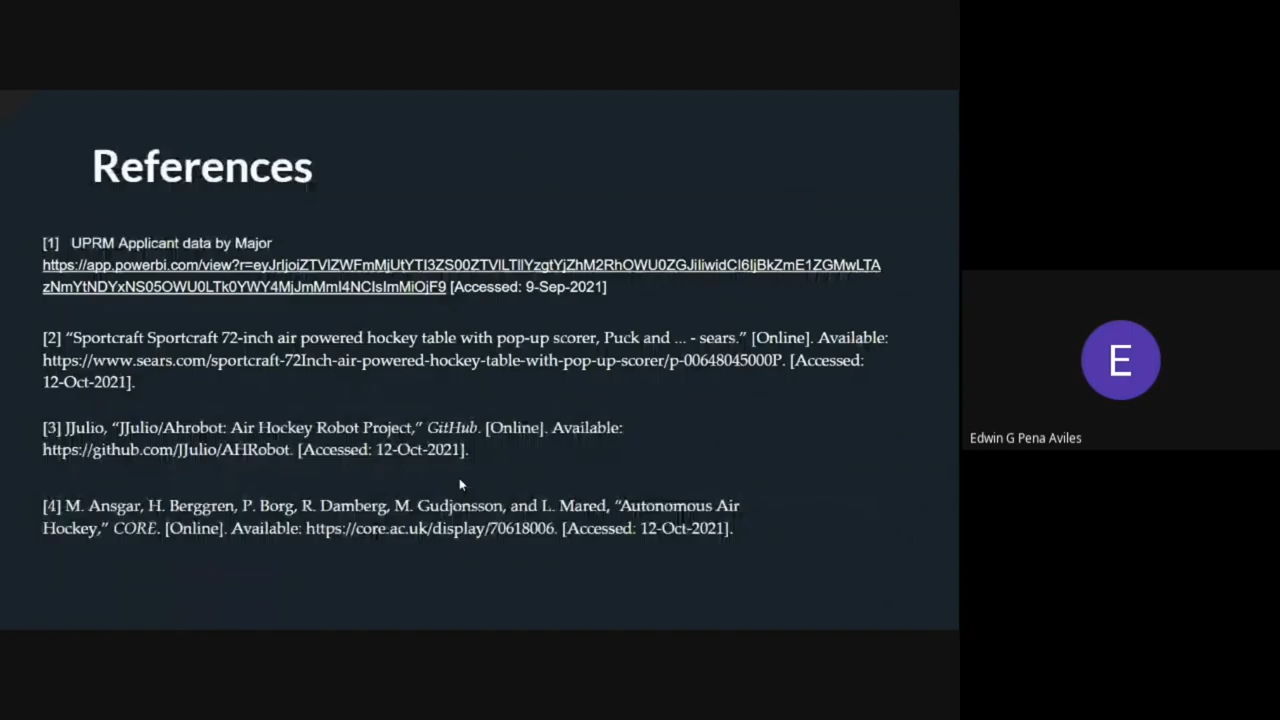 References
[1] UPRM Applicant data by Major
https://app.powerbi.com/view?r=eyJrIjoiZTVlZWFmMjUtYTI3ZS00ZTVlLTllYzgtYjZhM2RhOWU0ZGJiIiwidCI6IjBkZmE1ZGMwLTA
zNmYtNDYxNS05OWU0LTk0YWY4MjJmMmI4NCIsImMiOjF9 [Accessed: 9-Sep-2021]
[2] “Sportcraft Sportcraft 72-inch air powered hockey table with pop-up scorer, Puck and ... - sears.” [Online]. Available:
https://www.sears.com/sportcraft-72Inch-air-powered-hockey-table-with-pop-up-scorer/p-00648045000P. [Accessed:
12-Oct-2021].
[3] JJulio, “JJulio/Ahrobot: Air Hockey Robot Project,” GitHub. [Online]. Available:
https://github.com/JJulio/AHRobot. [Accessed: 12-Oct-2021].
[4] M. Ansgar, H. Berggren, P. Borg, R. Damberg, M. Gudjonsson, and L. Mared, “Autonomous Air
Hockey,” CORE. [Online]. Available: https://core.ac.uk/display/70618006. [Accessed: 12-Oct-2021].
E
Edwin G Pena Aviles